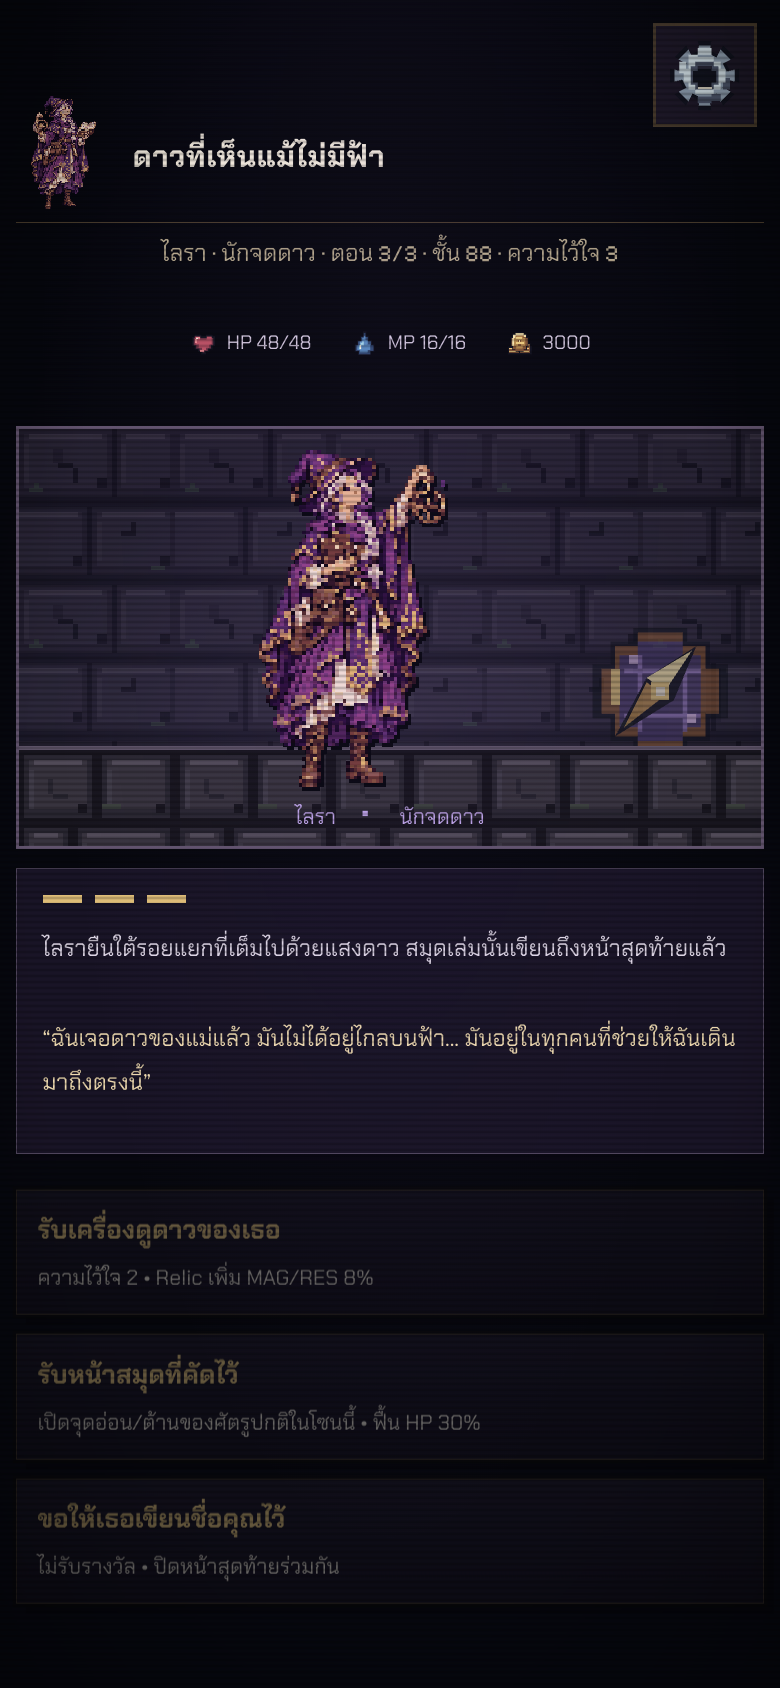 ดาวที่เห็นแม้ไม่มีฟ้า
ไลรา · นักจดดาว · ตอน 3/3 · ชั้น 88 · ความไว้ใจ 3
HP 48/48 MP 16/16 3000
ไลรา · นักจดดาว
ไลรายืนใต้รอยแยกที่เต็มไปด้วยแสงดาว สมุดเล่มนั้นเขียนถึงหน้าสุดท้ายแล้ว
“ฉันเจอดาวของแม่แล้ว มันไม่ได้อยู่ไกลบนฟ้า... มันอยู่ในทุกคนที่ช่วยให้ฉันเดิน
มาถึงตรงนี้”
รับเครื่องดูดาวของเธอ
ความไว้ใจ 2 • Relic เพิ่ม MAG/RES 8%
รับหน้าสมุดที่คัดไว้
เปิดจุดอ่อน/ต้านของศัตรูปกติในโซนนี้ • ฟื้น HP 30%
ขอให้เธอเขียนชื่อคุณไว้
ไม่รับรางวัล • ปิดหน้าสุดท้ายร่วมกัน